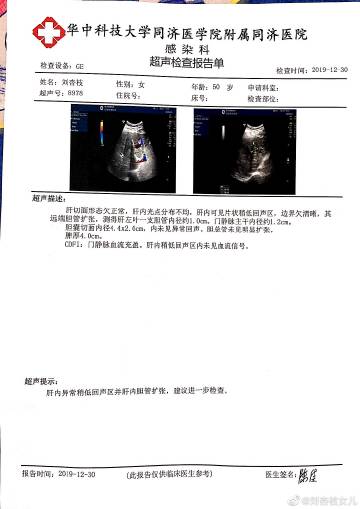 华中科技大学同济医学院附属同济医院
感染科
超声检查报告单
检查设备：GE
检查时间：2019-12-30
姓名：刘杏枝 性别：女 年龄：50 岁 申请科室：
超声号：8978 住院号： 床号： 检查部位：
超声描述：
肝切面形态欠正常，肝内光点分布不均，肝内可见片状稍低回声区，边界欠清晰，其
远端胆管扩张，测得肝左叶一支胆管内径约1.0cm，门静脉主干内径约1.2cm。
胆囊切面内径4.4x2.6cm，内未见异常回声。胆总管未见明显扩张。
脾厚4.0cm。
CDFI：门静脉血流充盈。肝内稍低回声区内未见血流信号。
超声提示：
肝内异常稍低回声区并肝内胆管扩张，建议进一步检查。
报告时间：2019-12-30 (此报告仅供临床医生参考) 医生签名：
@刘杏枝女儿